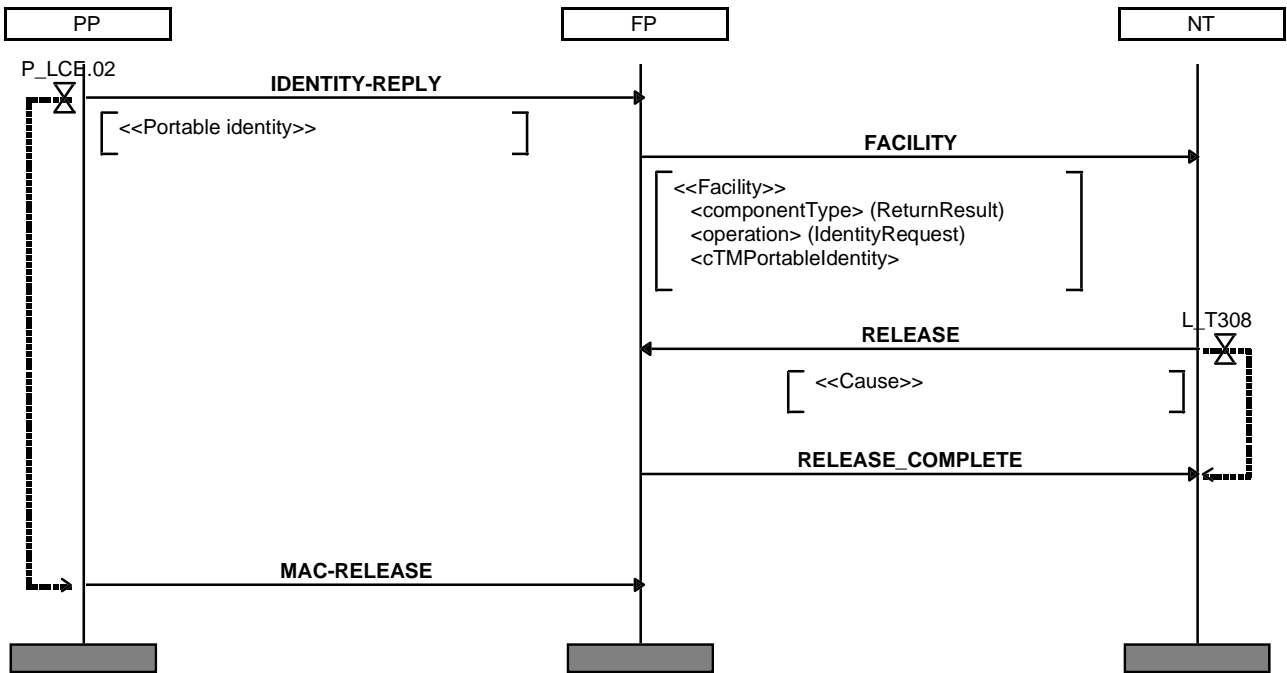 PP
FP
NT
P_LCE.02
IDENTITY-REPLY
<<Portable identity>>
FACILITY
<<Facility>>
<componentType> (ReturnResult)
<operation> (IdentityRequest)
<cTMPortableIdentity>
L_T308
RELEASE
<<Cause>>
RELEASE_COMPLETE
MAC-RELEASE